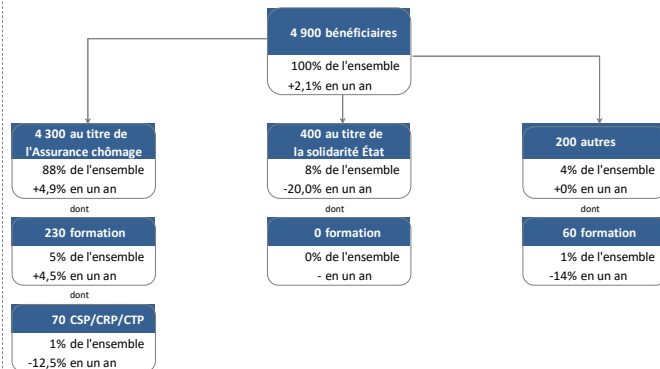 4 900 bénéficiaires
100% de l'ensemble
+2,1% en un an
4 300 au titre de
l'Assurance chômage
88% de l'ensemble
+4,9% en un an
dont
230 formation
5% de l'ensemble
+4,5% en un an
dont
70 CSP/CRP/CTP
1% de l'ensemble
-12,5% en un an
400 au titre de
la solidarité État
8% de l'ensemble
-20,0% en un an
dont
0 formation
0% de l'ensemble
- en un an
200 autres
4% de l'ensemble
+0% en un an
dont
60 formation
1% de l'ensemble
-14% en un an